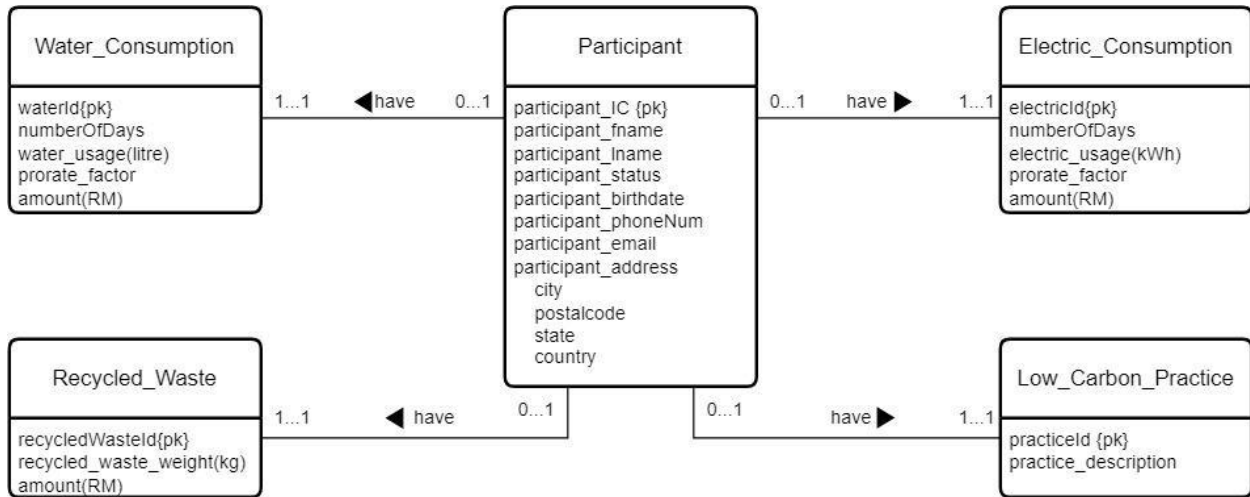 Water_Consumption
waterId{pk}
numberOfDays
water_usage(litre)
prorate_factor
amount(RM)
1...1
have
0...1
Participant
participant_IC {pk}
participant_fname
participant_lname
participant_status
participant_birthdate
participant_phoneNum
participant_email
participant_address
city
postalcode
state
country
0...1
have
1...1
Electric_Consumption
electricId{pk}
numberOfDays
electric_usage(kWh)
prorate_factor
amount(RM)
Recycled_Waste
recycledWasteId{pk}
recycled_waste_weight(kg)
amount(RM)
1...1
have
0...1
0...1
have
1...1
Low_Carbon_Practice
practiceId {pk}
practice_description